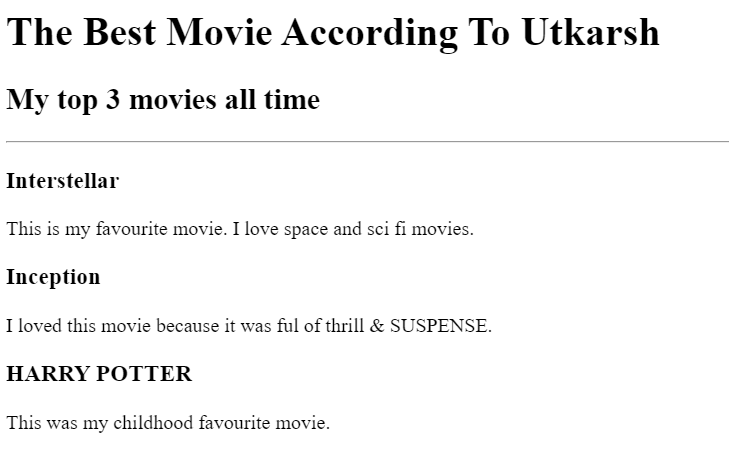 The Best Movie According To Utkarsh
My top 3 movies all time
Interstellar
This is my favourite movie. I love space and sci fi movies.
Inception
I loved this movie because it was ful of thrill & SUSPENSE.
HARRY POTTER
This was my childhood favourite movie.